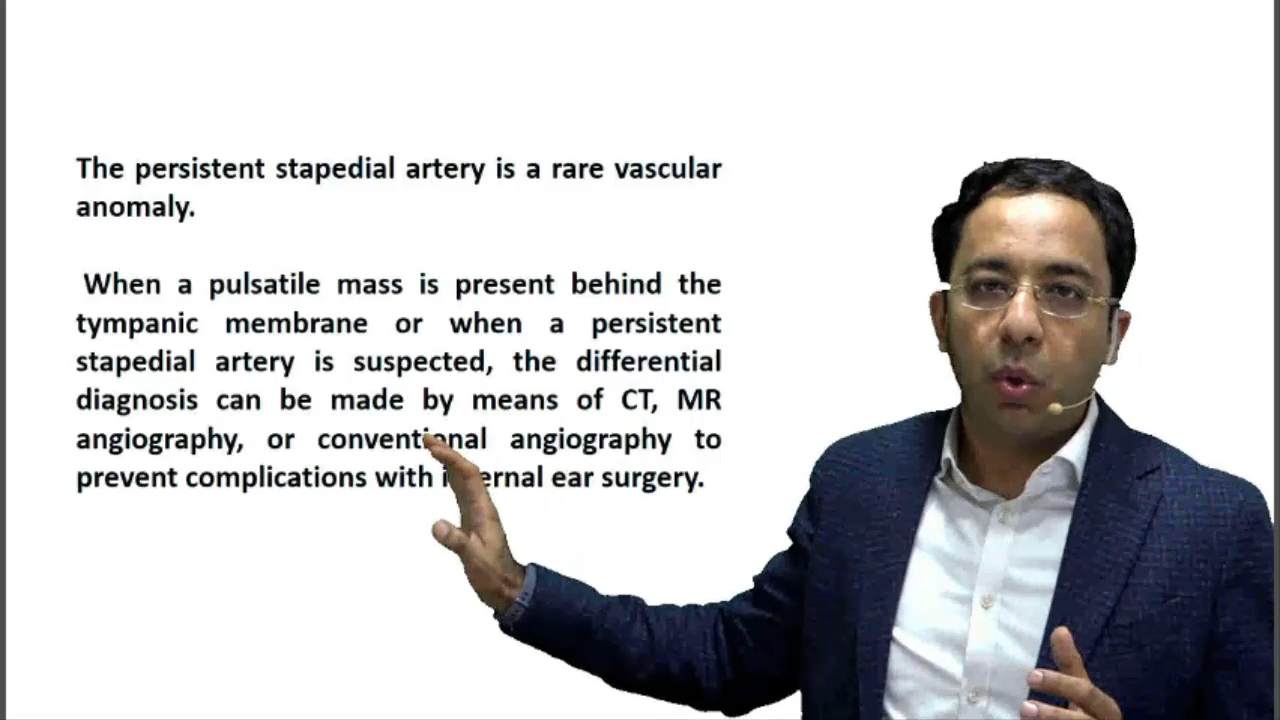 The persistent stapedial artery is a rare vascular
anomaly.
When a pulsatile mass is present behind the
tympanic membrane or when a persistent
stapedial artery is suspected, the differential
diagnosis can be made by means of CT, MR
angiography, or conventional angiography to
prevent complications with ear surgery.